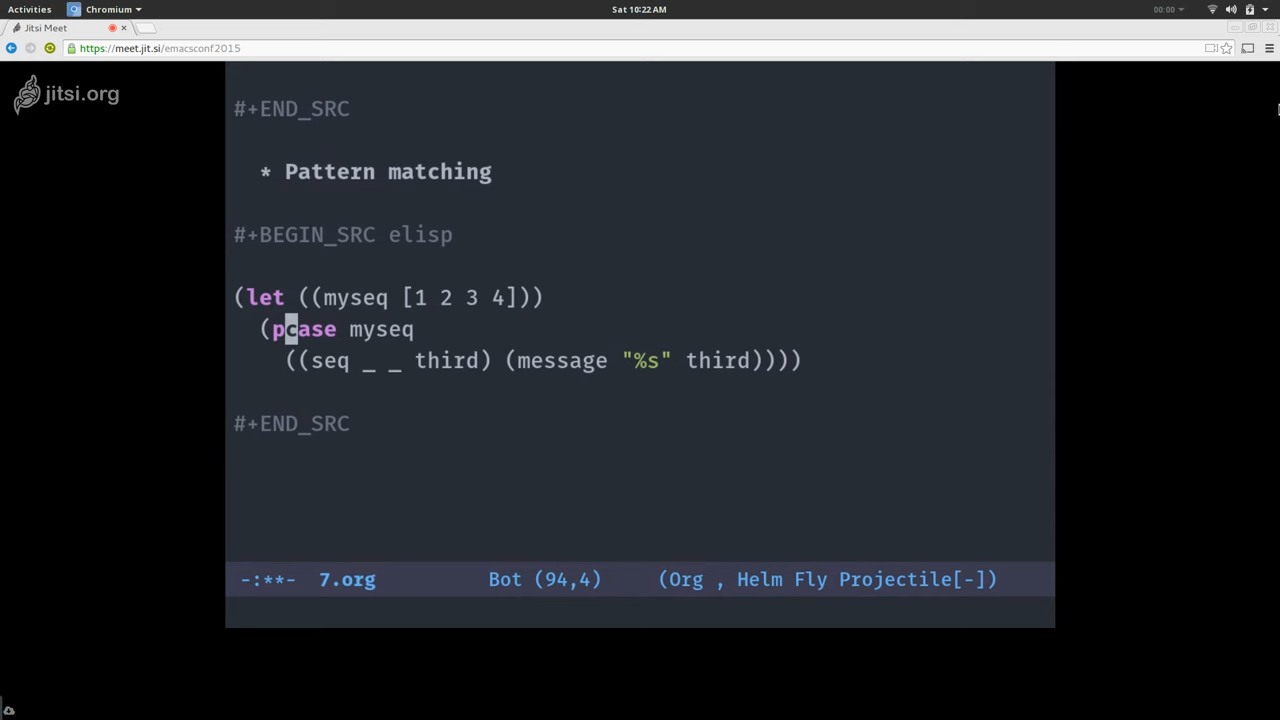 Activities Chromium Sat 10:22 AM 00:00
Jitsi Meet ×
https://meet.jit.si/emacsconf2015
jitsi.org
#+END_SRC
* Pattern matching
#+BEGIN_SRC elisp
(let ((myseq [1 2 3 4]))
(pcase myseq
((seq _ _ third) (message "%s" third))))
#+END_SRC
-:**- 7.org Bot (94,4) (Org , Helm Fly Projectile[-])